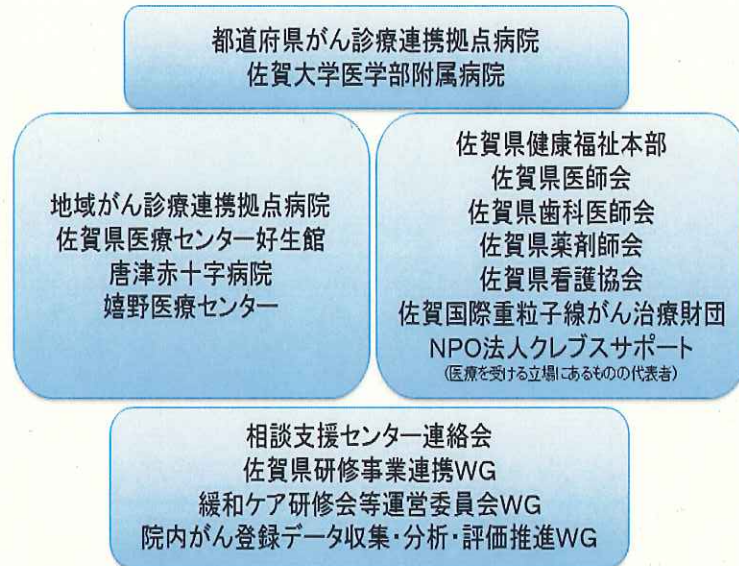 都道府県がん診療連携拠点病院
佐賀大学医学部附属病院
地域がん診療連携拠点病院
佐賀県医療センター好生館
唐津赤十字病院
嬉野医療センター
佐賀県健康福祉本部
佐賀県医師会
佐賀県歯科医師会
佐賀県薬剤師会
佐賀県看護協会
佐賀国際重粒子線がん治療財団
NPO法人クレブスサポート
(医療を受ける立場にあるものの代表者)
相談支援センター連絡会
佐賀県研修事業連携WG
緩和ケア研修会等運営委員会WG
院内がん登録データ収集・分析・評価推進WG